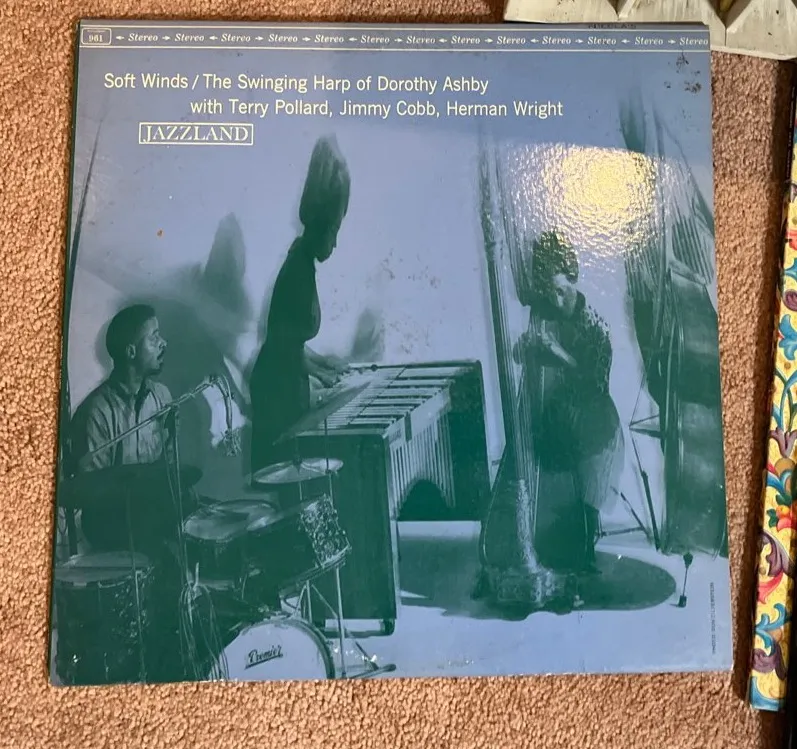 961 Stereo Stereo Stereo Stereo Stereo Stereo Stereo Stereo Stereo Stereo Stereo Stereo Stereo
Soft Winds / The Swinging Harp of Dorothy Ashby
with Terry Pollard, Jimmy Cobb, Herman Wright
JAZZLAND
Premier